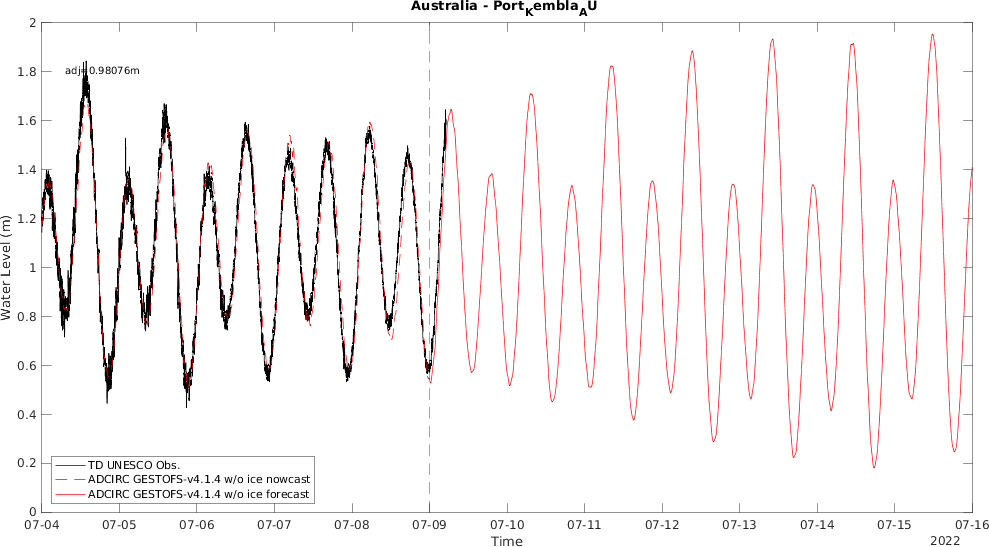 Australia - PortKemblaAU
adj=0.98076m
2
1.8
1.6
1.4
1.2
1
0.8
0.6
0.4
0.2
0
Water Level (m)
TD UNESCO Obs.
ADCIRC GESTOFS-v4.1.4 w/o ice nowcast
ADCIRC GESTOFS-v4.1.4 w/o ice forecast
07-04 07-05 07-06 07-07 07-08 07-09 07-10 07-11 07-12 07-13 07-14 07-15 07-16
Time
2022